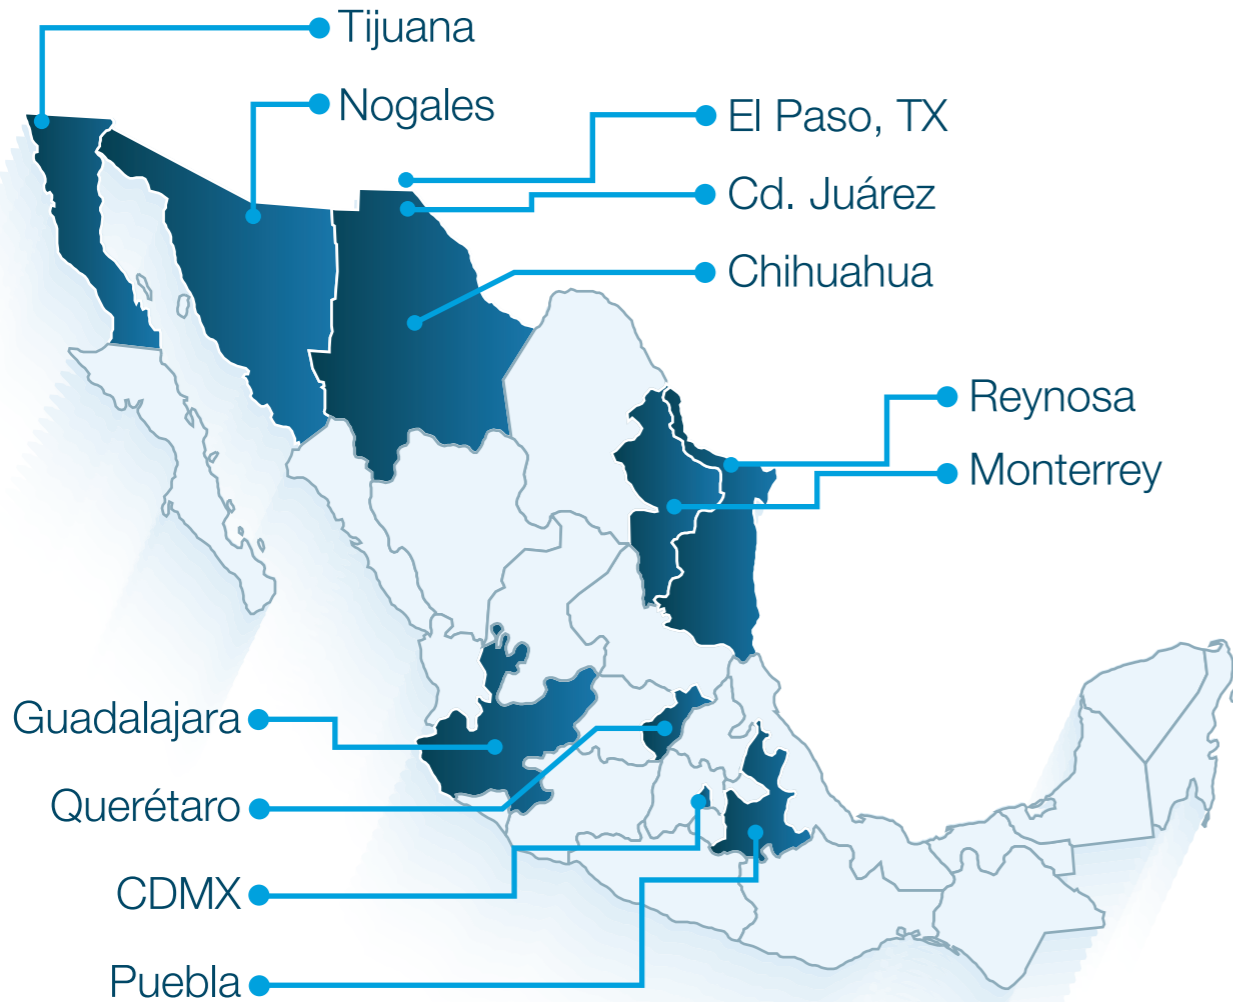 Tijuana
Nogales
El Paso, TX
Cd. Juárez
Chihuahua
Reynosa
Monterrey
Guadalajara
Querétaro
CDMX
Puebla